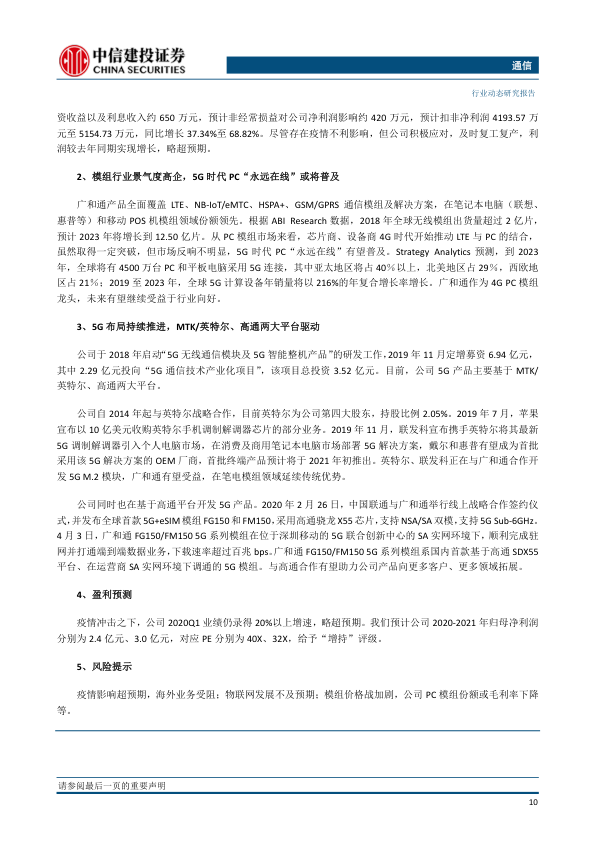 中信建投证券
CHINA SECURITIES
通信
行业动态研究报告
资收益以及利息收入约 650 万元，预计非经常损益对公司净利润影响约 420 万元，预计扣非净利润 4193.57 万
元至 5154.73 万元，同比增长 37.34%至 68.82%。尽管存在疫情不利影响，但公司积极应对，及时复工复产，利
润较去年同期实现增长，略超预期。
2、模组行业景气度高企，5G 时代 PC“永远在线”或将普及
广和通产品全面覆盖 LTE、NB-IoT/eMTC、HSPA+、GSM/GPRS 通信模组及解决方案，在笔记本电脑（联想、
惠普等）和移动 POS 机模组领域份额领先。根据 ABI Research 数据，2018 年全球无线模组出货量超过 2 亿片，
预计 2023 年将增长到 12.50 亿片。从 PC 模组市场来看，芯片商、设备商 4G 时代开始推动 LTE 与 PC 的结合，
虽然取得一定突破，但市场反响不明显，5G 时代 PC“永远在线”有望普及。Strategy Analytics 预测，到 2023
年，全球将有 4500 万台 PC 和平板电脑采用 5G 连接，其中亚太地区将占 40％以上，北美地区占 29％，西欧地
区占 21％；2019 至 2023 年，全球 5G 计算设备年销量将以 216%的年复合增长率增长。广和通作为 4G PC 模组
龙头，未来有望继续受益于行业向好。
3、5G 布局持续推进，MTK/英特尔、高通两大平台驱动
公司于 2018 年启动“5G 无线通信模块及 5G 智能整机产品”的研发工作，2019 年 11 月定增募资 6.94 亿元，
其中 2.29 亿元投向“5G 通信技术产业化项目”，该项目总投资 3.52 亿元。目前，公司 5G 产品主要基于 MTK/
英特尔、高通两大平台。
公司自 2014 年起与英特尔战略合作，目前英特尔为公司第四大股东，持股比例 2.05%。2019 年 7 月，苹果
宣布以 10 亿美元收购英特尔手机调制解调器芯片的部分业务。2019 年 11 月，联发科宣布携手英特尔将其最新
5G 调制解调器引入个人电脑市场，在消费及商用笔记本电脑市场部署 5G 解决方案，戴尔和惠普有望成为首批
采用该 5G 解决方案的 OEM 厂商，首批终端产品预计将于 2021 年初推出。英特尔、联发科正在与广和通合作开
发 5G M.2 模块，广和通有望受益，在笔电模组领域延续传统优势。
公司同时也在基于高通平台开发 5G 产品。2020 年 2 月 26 日，中国联通与广和通举行线上战略合作签约仪
式，并发布全球首款 5G+eSIM 模组 FG150 和 FM150，采用高通骁龙 X55 芯片，支持 NSA/SA 双模，支持 5G Sub-6GHz。
4 月 3 日，广和通 FG150/FM150 5G 系列模组在位于深圳移动的 5G 联合创新中心的 SA 实网环境下，顺利完成驻
网并打通端到端数据业务，下载速率超过百兆 bps。广和通 FG150/FM150 5G 系列模组系国内首款基于高通 SDX55
平台、在运营商 SA 实网环境下调通的 5G 模组。与高通合作有望助力公司产品向更多客户、更多领域拓展。
4、盈利预测
疫情冲击之下，公司 2020Q1 业绩仍录得 20%以上增速，略超预期。我们预计公司 2020-2021 年归母净利润
分别为 2.4 亿元、3.0 亿元，对应 PE 分别为 40X、32X，给予“增持”评级。
5、风险提示
疫情影响超预期，海外业务受阻；物联网发展不及预期；模组价格战加剧，公司 PC 模组份额或毛利率下降
等。
请参阅最后一页的重要声明
10